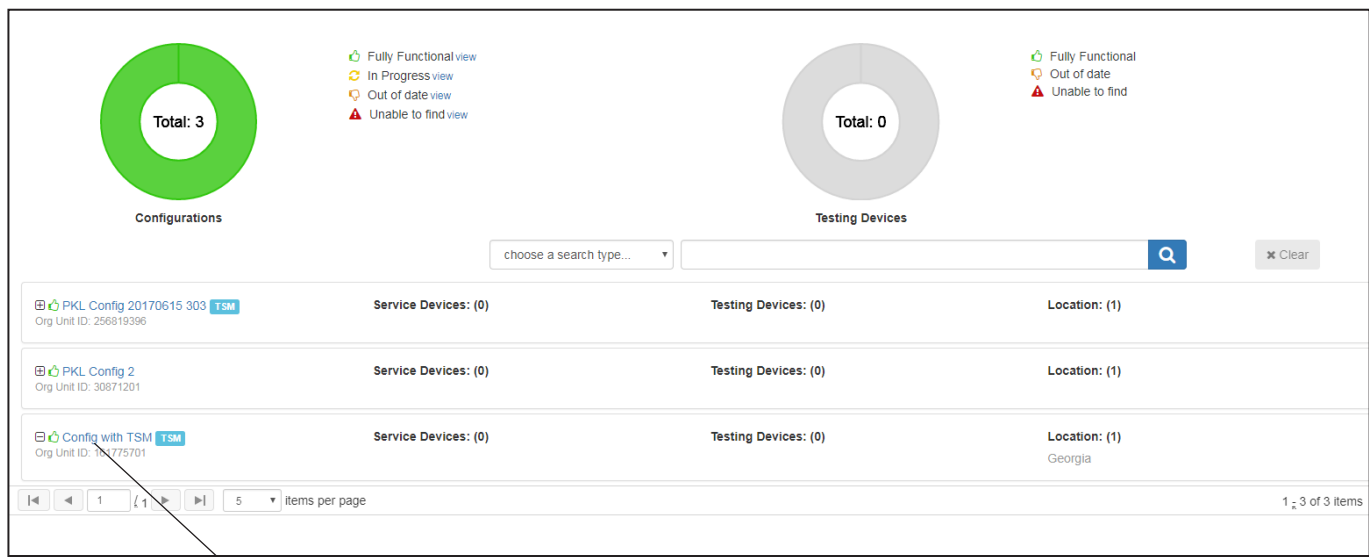 Total: 3
Configurations
Fully Functional view
In Progress view
Out of date view
Unable to find view
Total: 0
Testing Devices
Fully Functional
Out of date
Unable to find
choose a search type...
Clear
PKL Config 20170615 303 TSM Service Devices: (0) Testing Devices: (0) Location: (1)
Org Unit ID: 256819396
PKL Config 2 Service Devices: (0) Testing Devices: (0) Location: (1)
Org Unit ID: 30871201
Config with TSM TSM Service Devices: (0) Testing Devices: (0) Location: (1)
Org Unit ID: 161775701 Georgia
1 / 1 5 items per page 1 - 3 of 3 items